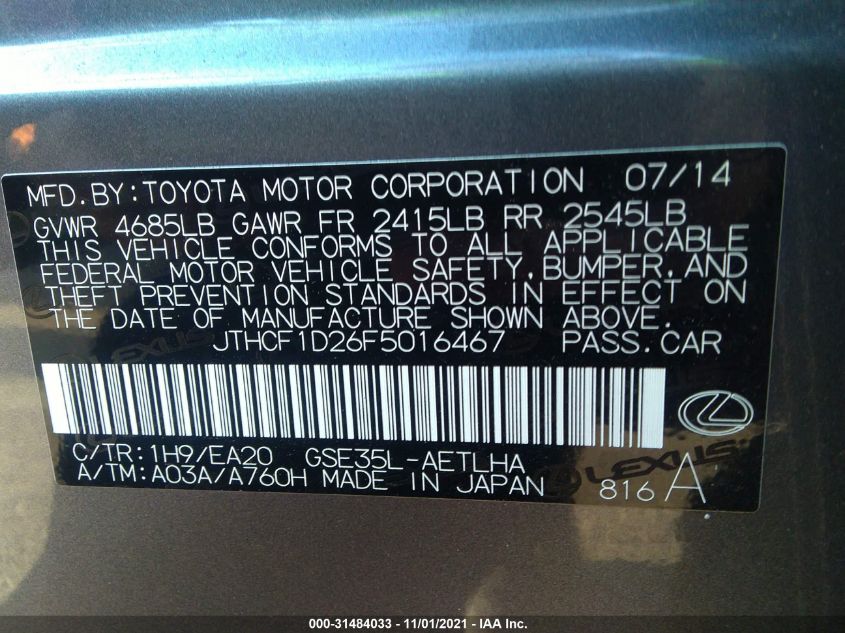 MFD.BY:TOYOTA MOTOR CORPORATION 07/14
GVWR 4685LB GAWR FR 2415LB RR 2545LB
THIS VEHICLE CONFORMS TO ALL APPLICABLE
FEDERAL MOTOR VEHICLE SAFETY,BUMPER,AND
THEFT PREVENTION STANDARDS IN EFFECT ON
THE DATE OF MANUFACTURE SHOWN ABOVE.
JTHCF1D26F5016467 PASS.CAR
C/TR:1H9/EA20 GSE35L-AETLHA
A/TM:A03A/A760H MADE IN JAPAN
LEXUS
816A
000-31484033 - 11/01/2021 - IAA Inc.